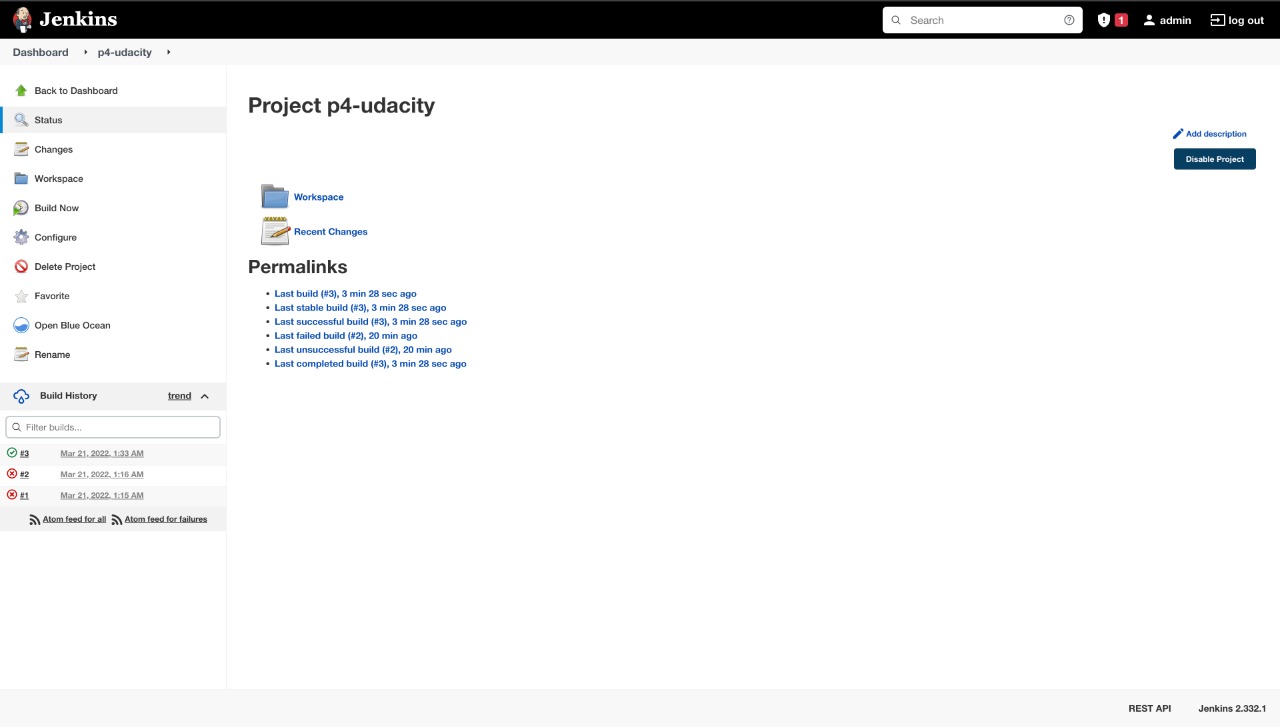 Jenkins
Search
1
admin
log out
Dashboard
p4-udacity
Back to Dashboard
Status
Changes
Workspace
Build Now
Configure
Delete Project
Favorite
Open Blue Ocean
Rename
Build History
trend
Filter builds...
#3 Mar 21, 2022, 1:33 AM
#2 Mar 21, 2022, 1:16 AM
#1 Mar 21, 2022, 1:15 AM
Atom feed for all Atom feed for failures
Project p4-udacity
Add description
Disable Project
Workspace
Recent Changes
Permalinks
• Last build (#3), 3 min 28 sec ago
• Last stable build (#3), 3 min 28 sec ago
• Last successful build (#3), 3 min 28 sec ago
• Last failed build (#2), 20 min ago
• Last unsuccessful build (#2), 20 min ago
• Last completed build (#3), 3 min 28 sec ago
REST API
Jenkins 2.332.1